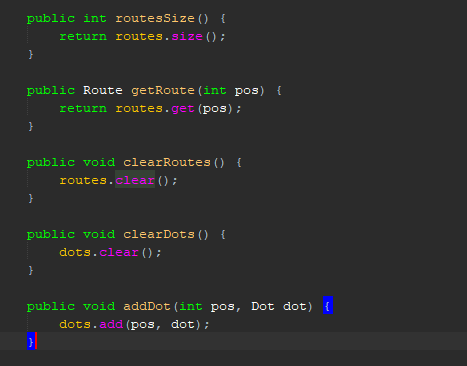 public int routesSize() {
    return routes.size();
}

public Route getRoute(int pos) {
    return routes.get(pos);
}

public void clearRoutes() {
    routes.clear();
}

public void clearDots() {
    dots.clear();
}

public void addDot(int pos, Dot dot) {
    dots.add(pos, dot);
}